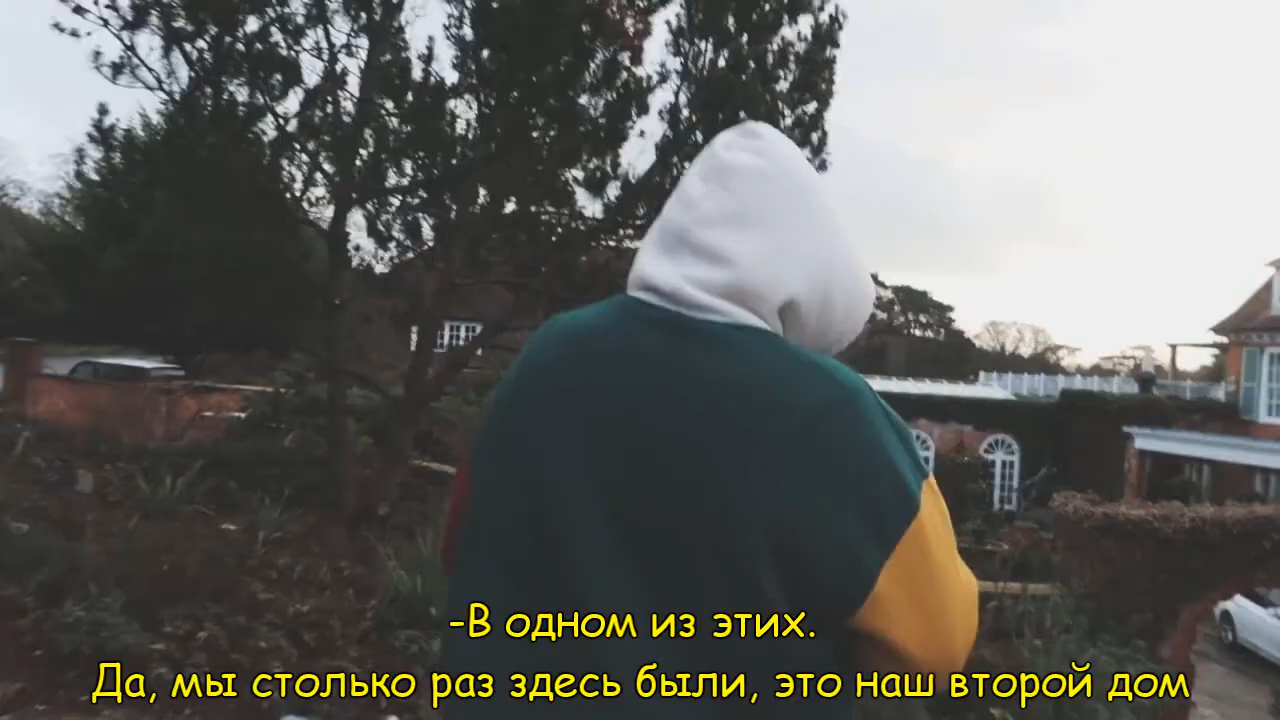 -В одном из этих.
Да, мы столько раз здесь были, это наш второй дом